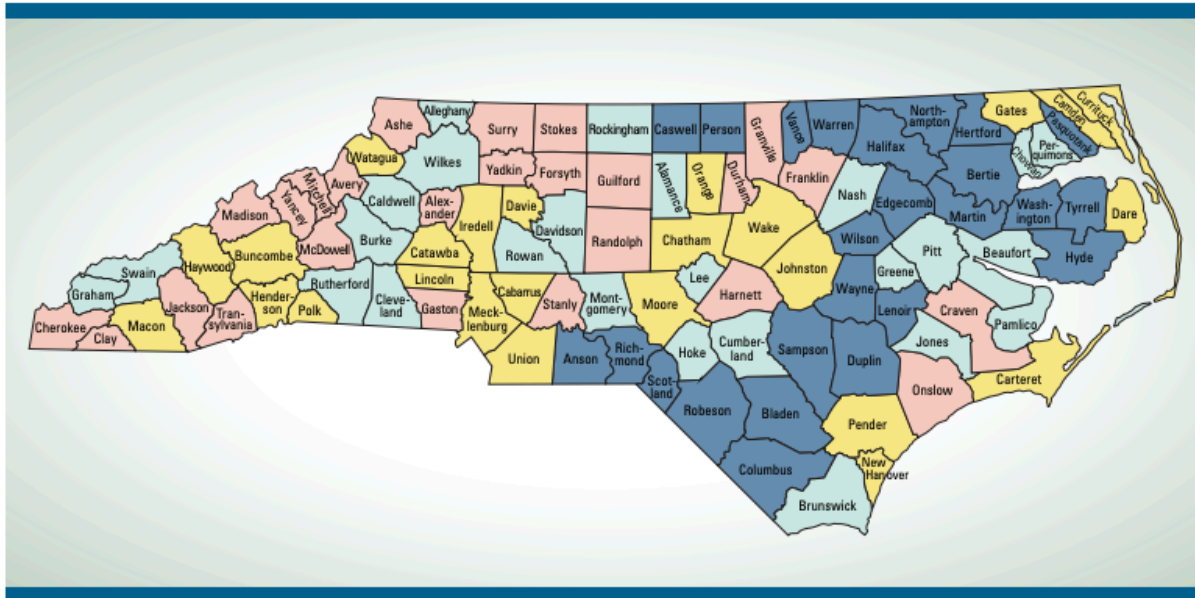 Ashe
Alleghany
Surry
Stokes
Rockingham
Caswell
Person
Granville
Vance
Warren
North-
ampton
Halifax
Hertford
Gates
Currituck
Camden
Pasquotank
Per-
quimons
Chowan
Bertie
Watagua
Wilkes
Yadkin
Forsyth
Guilford
Alamance
Orange
Durham
Franklin
Nash
Edgecomb
Martin
Wash-
ington
Tyrrell
Dare
Mitchell
Avery
Yancey
Madison
Caldwell
Alex-
ander
Iredell
Davie
Davidson
Randolph
Chatham
Wake
Johnston
Wilson
Pitt
Beaufort
Hyde
Greene
McDowell
Burke
Catawba
Rowan
Buncombe
Haywood
Swain
Graham
Rutherford
Cleve-
land
Lincoln
Gaston
Meck-
lenburg
Cabarrus
Stanly
Mont-
gomery
Moore
Lee
Harnett
Wayne
Lenoir
Craven
Pamlico
Jones
Cherokee
Clay
Macon
Jackson
Tran-
sylvania
Hender-
son
Polk
Union
Anson
Rich-
mond
Scot-
land
Hoke
Cumber-
land
Sampson
Duplin
Onslow
Carteret
Robeson
Bladen
Pender
Columbus
New
Hanover
Brunswick